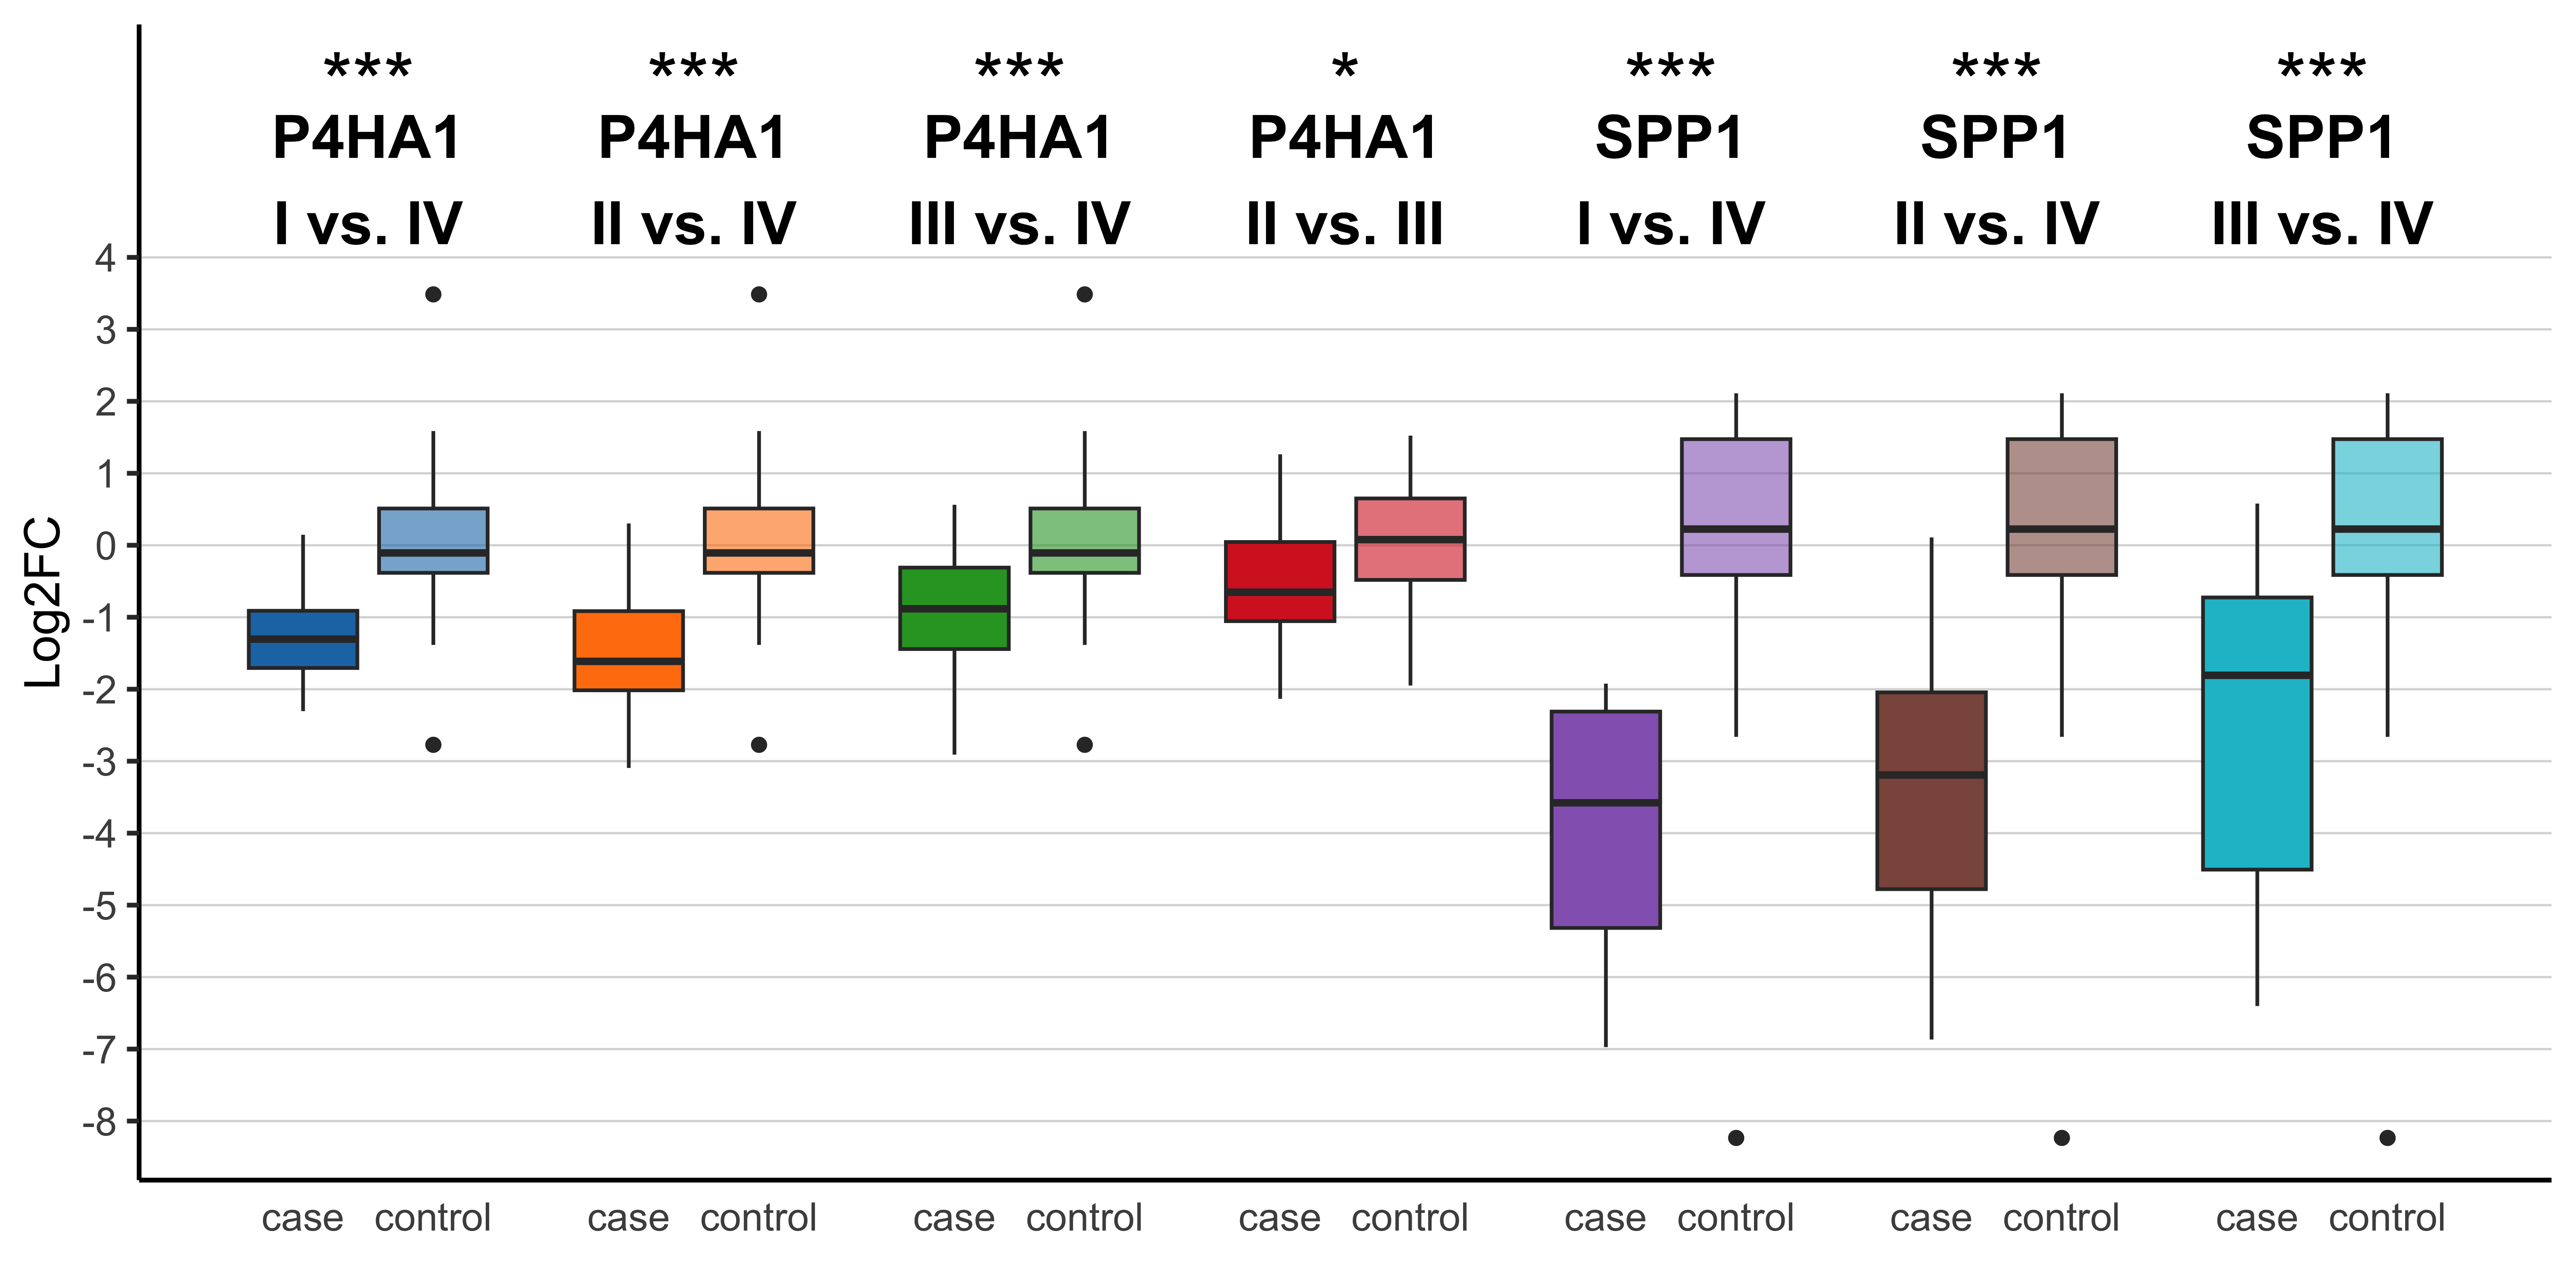 *** *** *** * *** *** ***
P4HA1 P4HA1 P4HA1 P4HA1 SPP1 SPP1 SPP1
I vs. IV II vs. IV III vs. IV II vs. III I vs. IV II vs. IV III vs. IV
Log2FC
4
3
2
1
0
-1
-2
-3
-4
-5
-6
-7
-8
case control case control case control case control case control case control case control